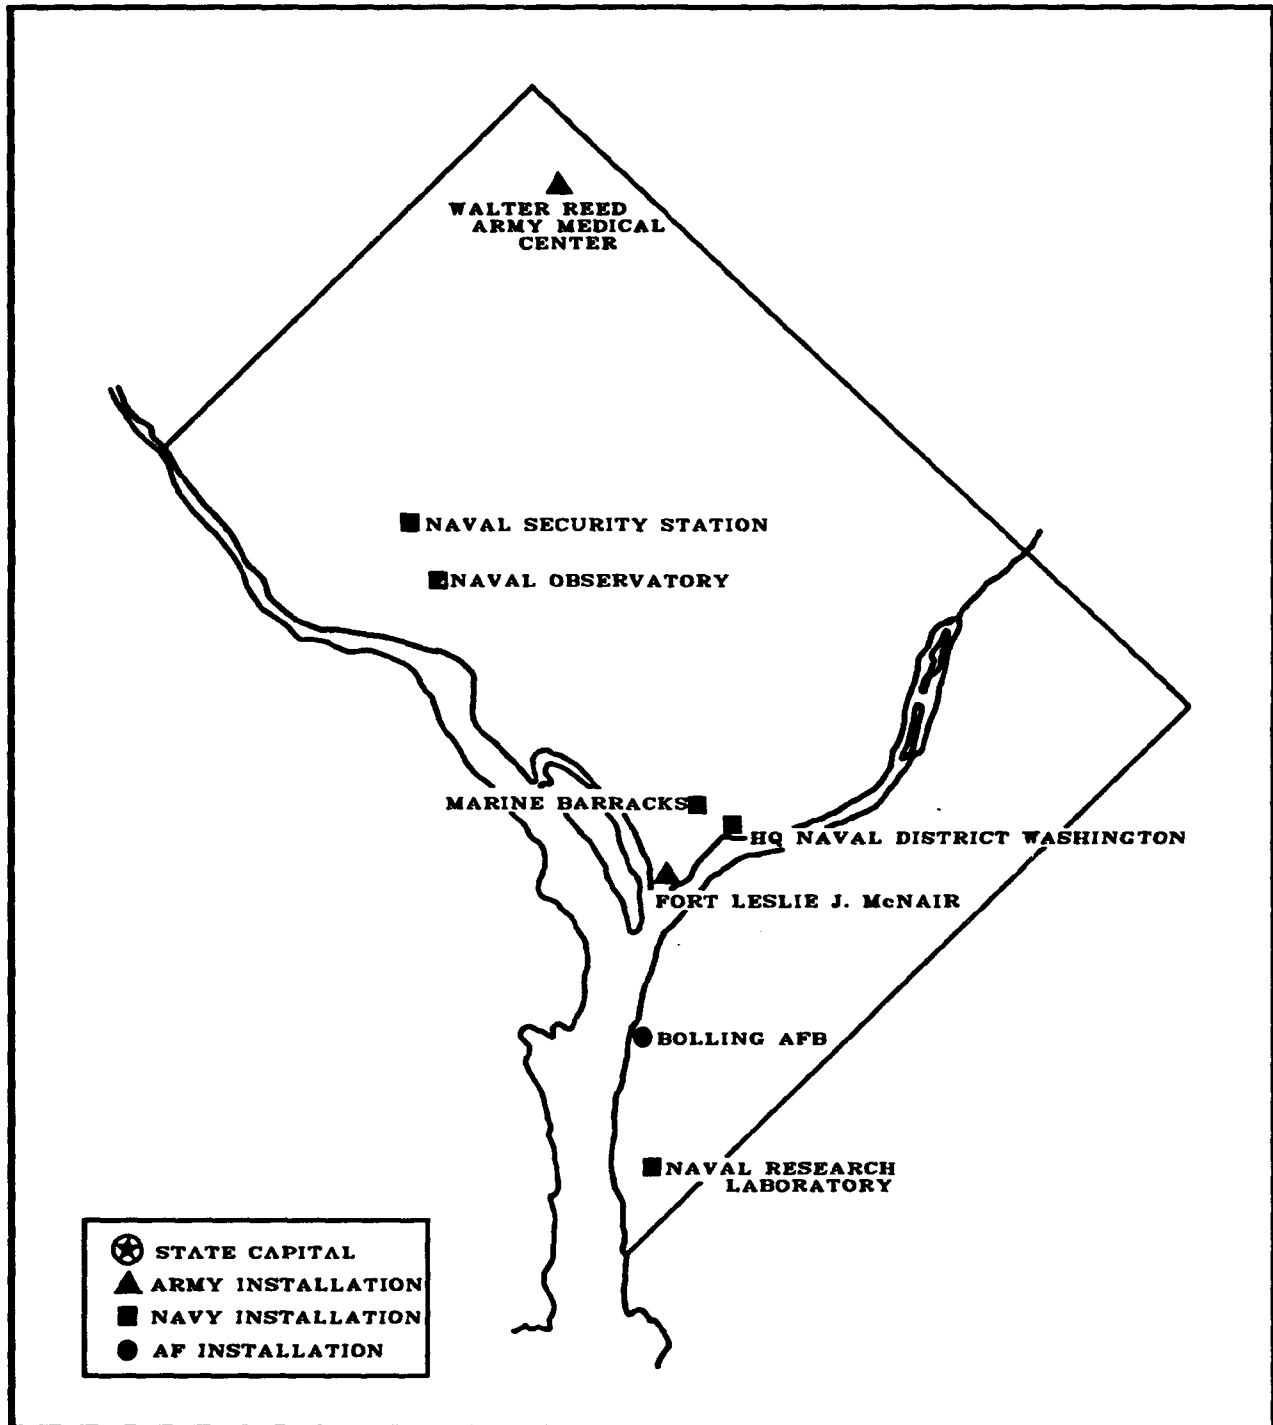 WALTER REED
ARMY MEDICAL
CENTER
NAVAL SECURITY STATION
NAVAL OBSERVATORY
MARINE BARRACKS
HQ NAVAL DISTRICT WASHINGTON
FORT LESLIE J. McNAIR
BOLLING AFB
NAVAL RESEARCH
LABORATORY
STATE CAPITAL
ARMY INSTALLATION
NAVY INSTALLATION
AF INSTALLATION